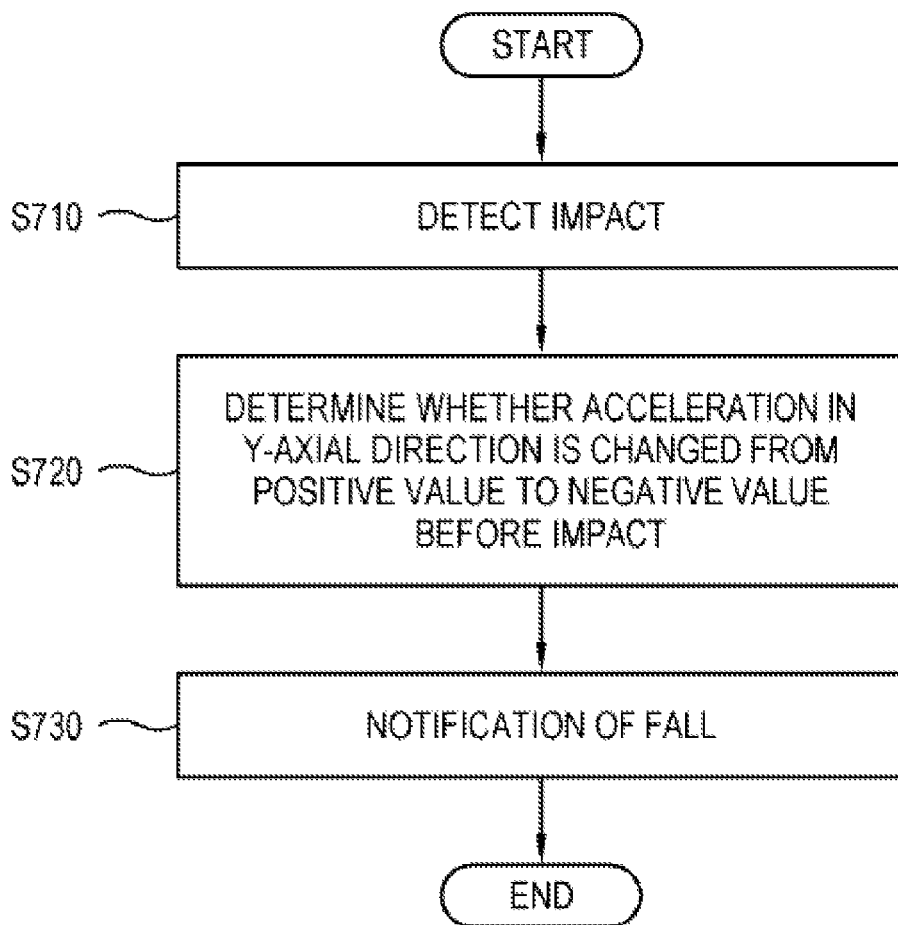 START
S710
DETECT IMPACT
S720
DETERMINE WHETHER ACCELERATION IN
Y-AXIAL DIRECTION IS CHANGED FROM
POSITIVE VALUE TO NEGATIVE VALUE
BEFORE IMPACT
S730
NOTIFICATION OF FALL
END